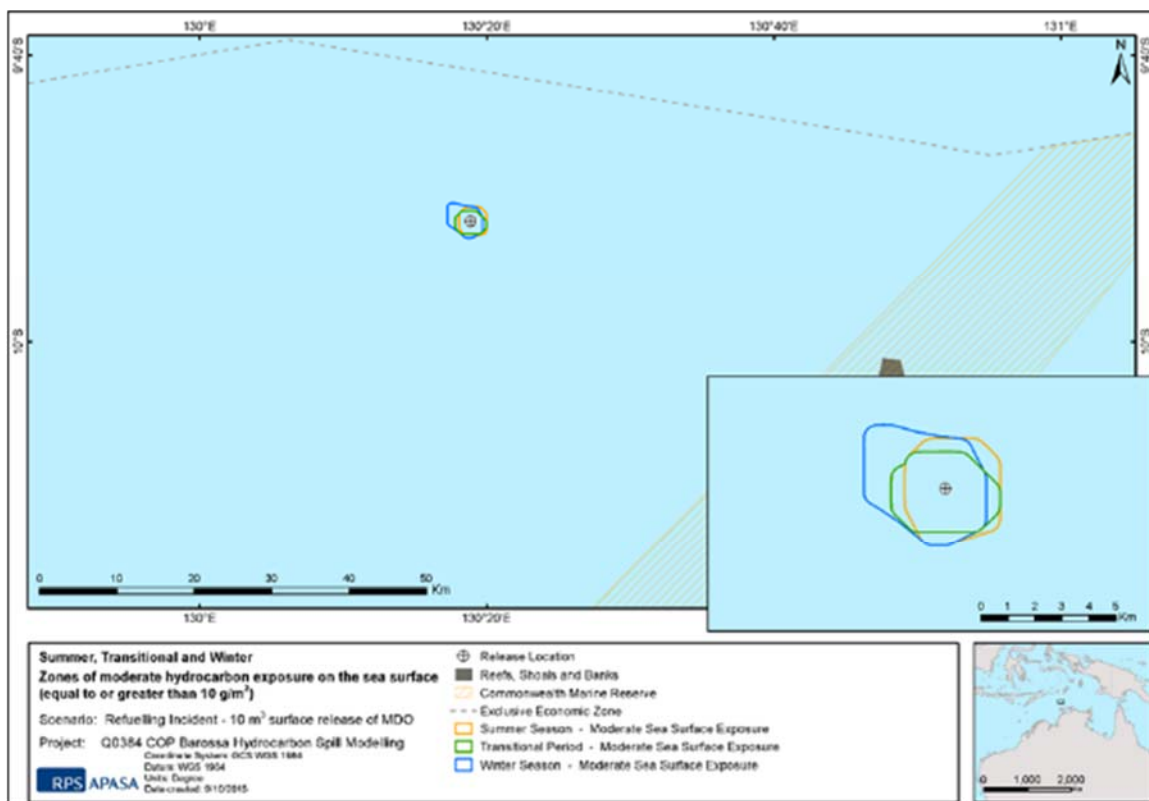 130°E 130°20'E 130°40'E 131°E
9°40'S 9°40'S
N
10°S 10°S
0 10 20 30 40 50 Km
0 1 2 3 4 5 Km
130°E 130°20'E
Summer, Transitional and Winter
Zones of moderate hydrocarbon exposure on the sea surface
(equal to or greater than 10 g/m²)
Scenario: Refuelling Incident - 10 m³ surface release of MDO
Project: Q0384 COP Barossa Hydrocarbon Spill Modelling
Coordinate System: GCS WGS 1984
Datum: WGS 1984
Units: Degree
Date created:
RPS APASA
Release Location
Reefs, Shoals and Banks
Commonwealth Marine Reserve
Exclusive Economic Zone
Summer Season - Moderate Sea Surface Exposure
Transitional Period - Moderate Sea Surface Exposure
Winter Season - Moderate Sea Surface Exposure
0 1,000 2,000